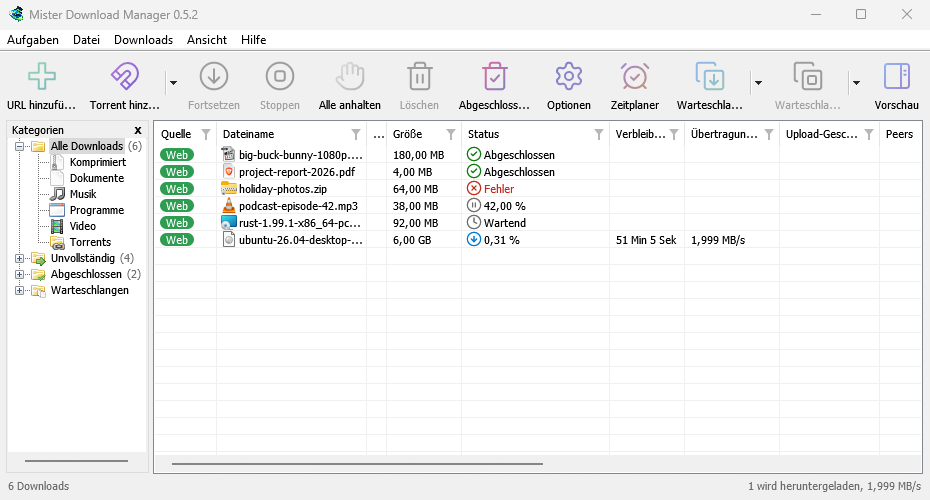 Mister Download Manager 0.5.2
Aufgaben Datei Downloads Ansicht Hilfe
URL hinzufü... Torrent hinz... Fortsetzen Stoppen Alle anhalten Löschen Abgeschloss... Optionen Zeitplaner Warteschla... Warteschla... Vorschau
Kategorien x
Alle Downloads (6)
Komprimiert
Dokumente
Musik
Programme
Video
Torrents
Unvollständig (4)
Abgeschlossen (2)
Warteschlangen
Quelle Dateiname ... Größe Status Verbleib... Übertragun... Upload-Gesc... Peers
Web big-buck-bunny-1080p.... 180,00 MB Abgeschlossen
Web project-report-2026.pdf 4,00 MB Abgeschlossen
Web holiday-photos.zip 64,00 MB Fehler
Web podcast-episode-42.mp3 38,00 MB 42,00 %
Web rust-1.99.1-x86_64-pc... 92,00 MB Wartend
Web ubuntu-26.04-desktop-... 6,00 GB 0,31 % 51 Min 5 Sek 1,999 MB/s
6 Downloads 1 wird heruntergeladen, 1,999 MB/s